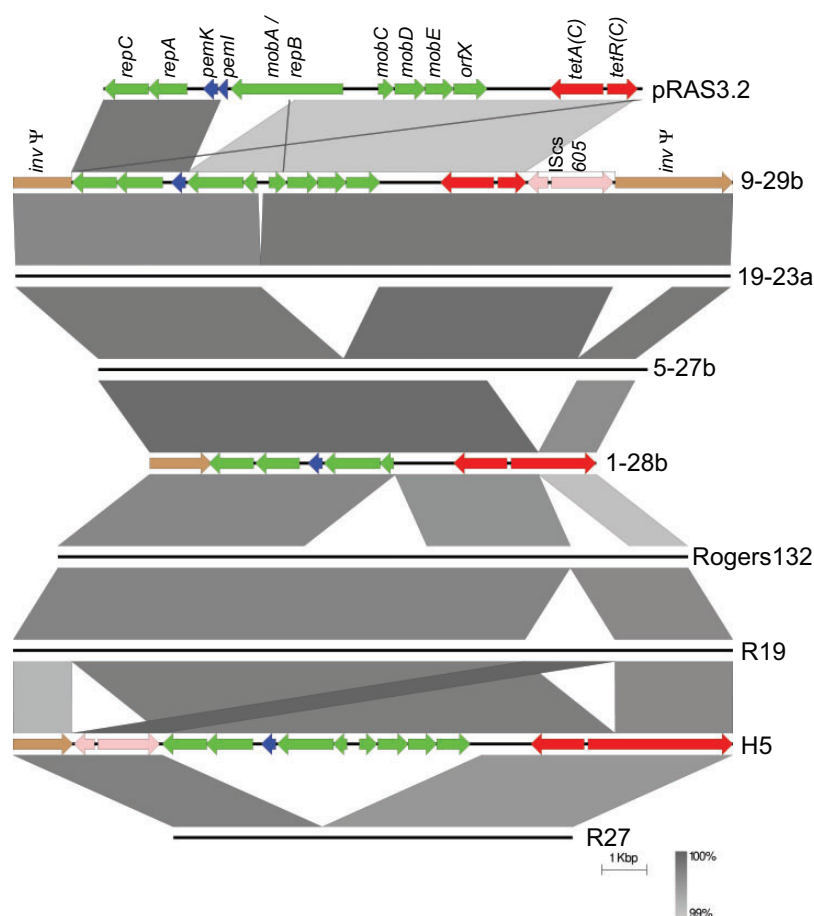 repC repA pemK pemI mobA / repB mobC mobD mobE orfX tetA(C) tetR(C)
pRAS3.2
inv Ψ IScs 605 inv Ψ
9-29b
19-23a
5-27b
1-28b
Rogers132
R19
H5
R27
1 Kbp
100%
99%